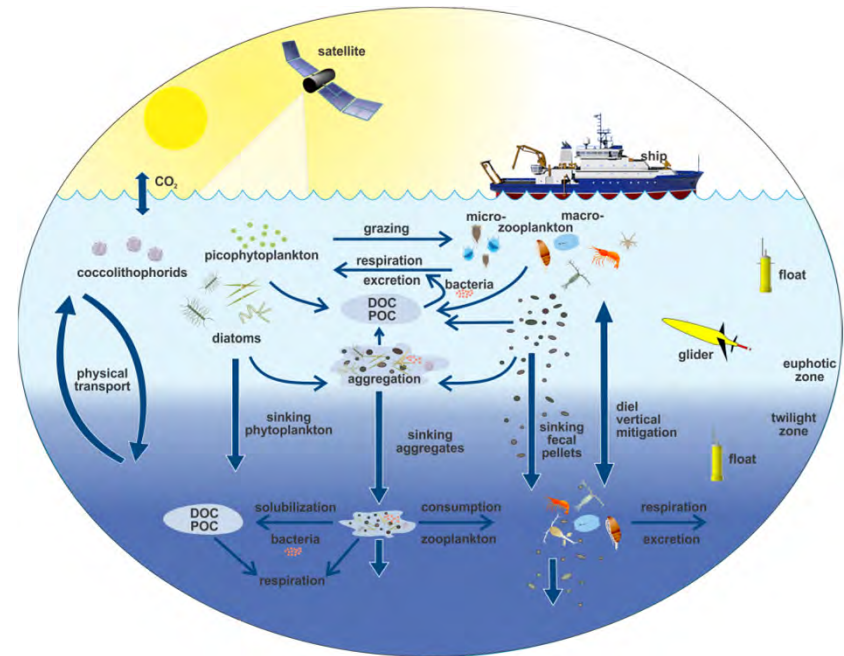 satellite
ship
CO₂
micro-
macro-
zooplankton
grazing
picophytoplankton
coccolithophorids
respiration
excretion
bacteria
float
DOC
POC
diatoms
glider
aggregation
euphotic
zone
physical
transport
sinking
phytoplankton
sinking
aggregates
sinking
fecal
pellets
diel
vertical
mitigation
twilight
zone
float
DOC
POC
solubilization
bacteria
consumption
zooplankton
respiration
excretion
respiration